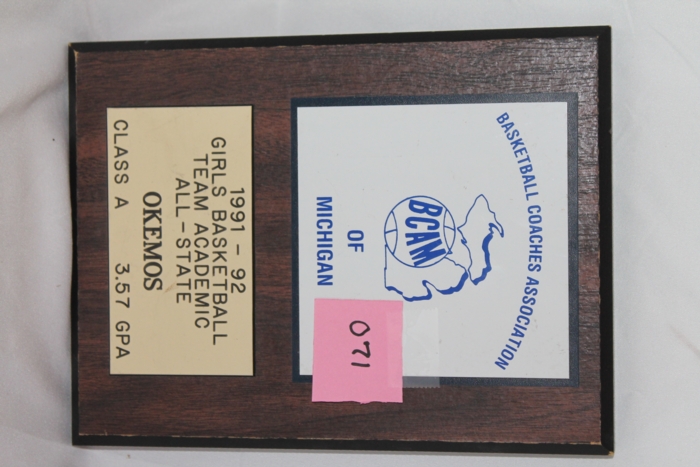 BASKETBALL COACHES ASSOCIATION
BCAM
OF
MICHIGAN
071
1991 - 92
GIRLS BASKETBALL
TEAM ACADEMIC
ALL-STATE
OKEMOS
CLASS A 3.57 GPA